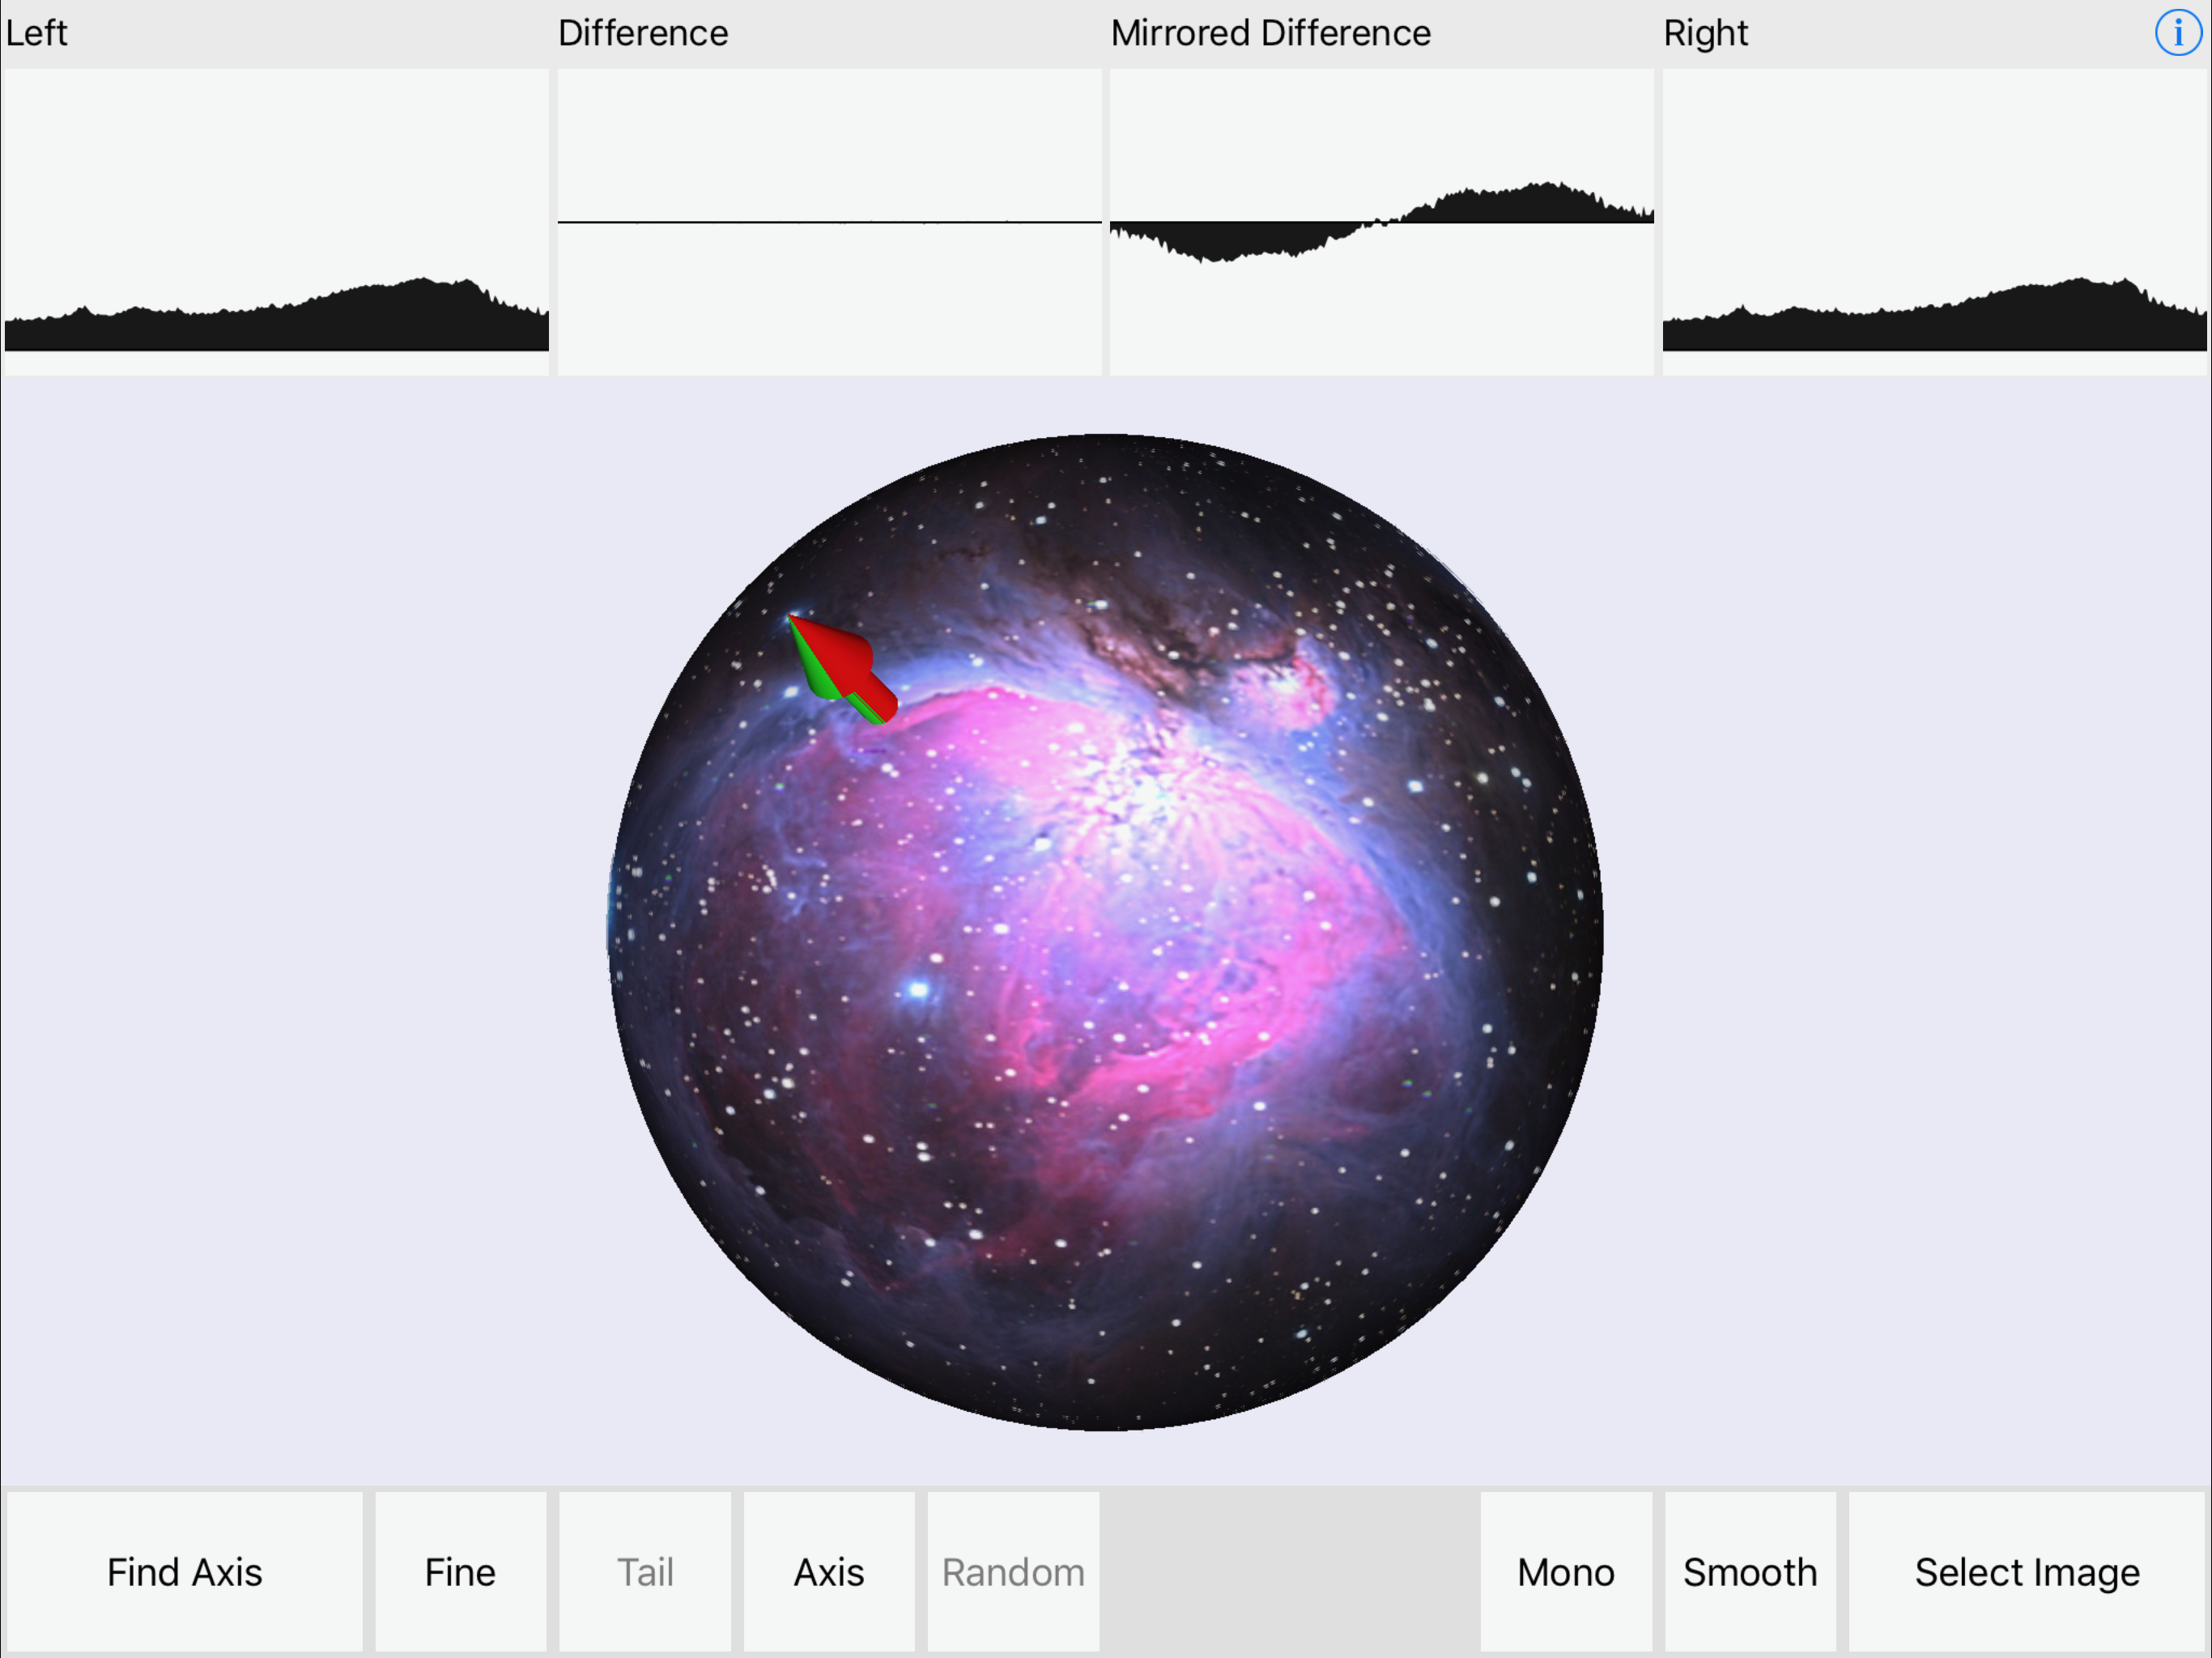 Left
Difference
Mirrored Difference
Right
i
Find Axis
Fine
Tail
Axis
Random
Mono
Smooth
Select Image